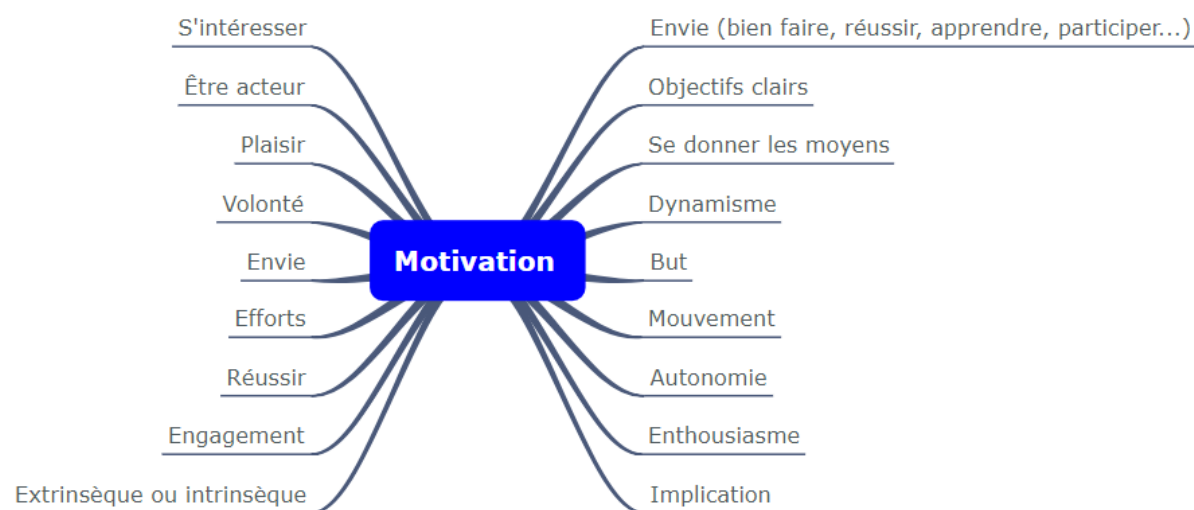 S'intéresser
Être acteur
Plaisir
Volonté
Envie
Efforts
Réussir
Engagement
Extrinsèque ou intrinsèque
Motivation
Envie (bien faire, réussir, apprendre, participer...)
Objectifs clairs
Se donner les moyens
Dynamisme
But
Mouvement
Autonomie
Enthousiasme
Implication